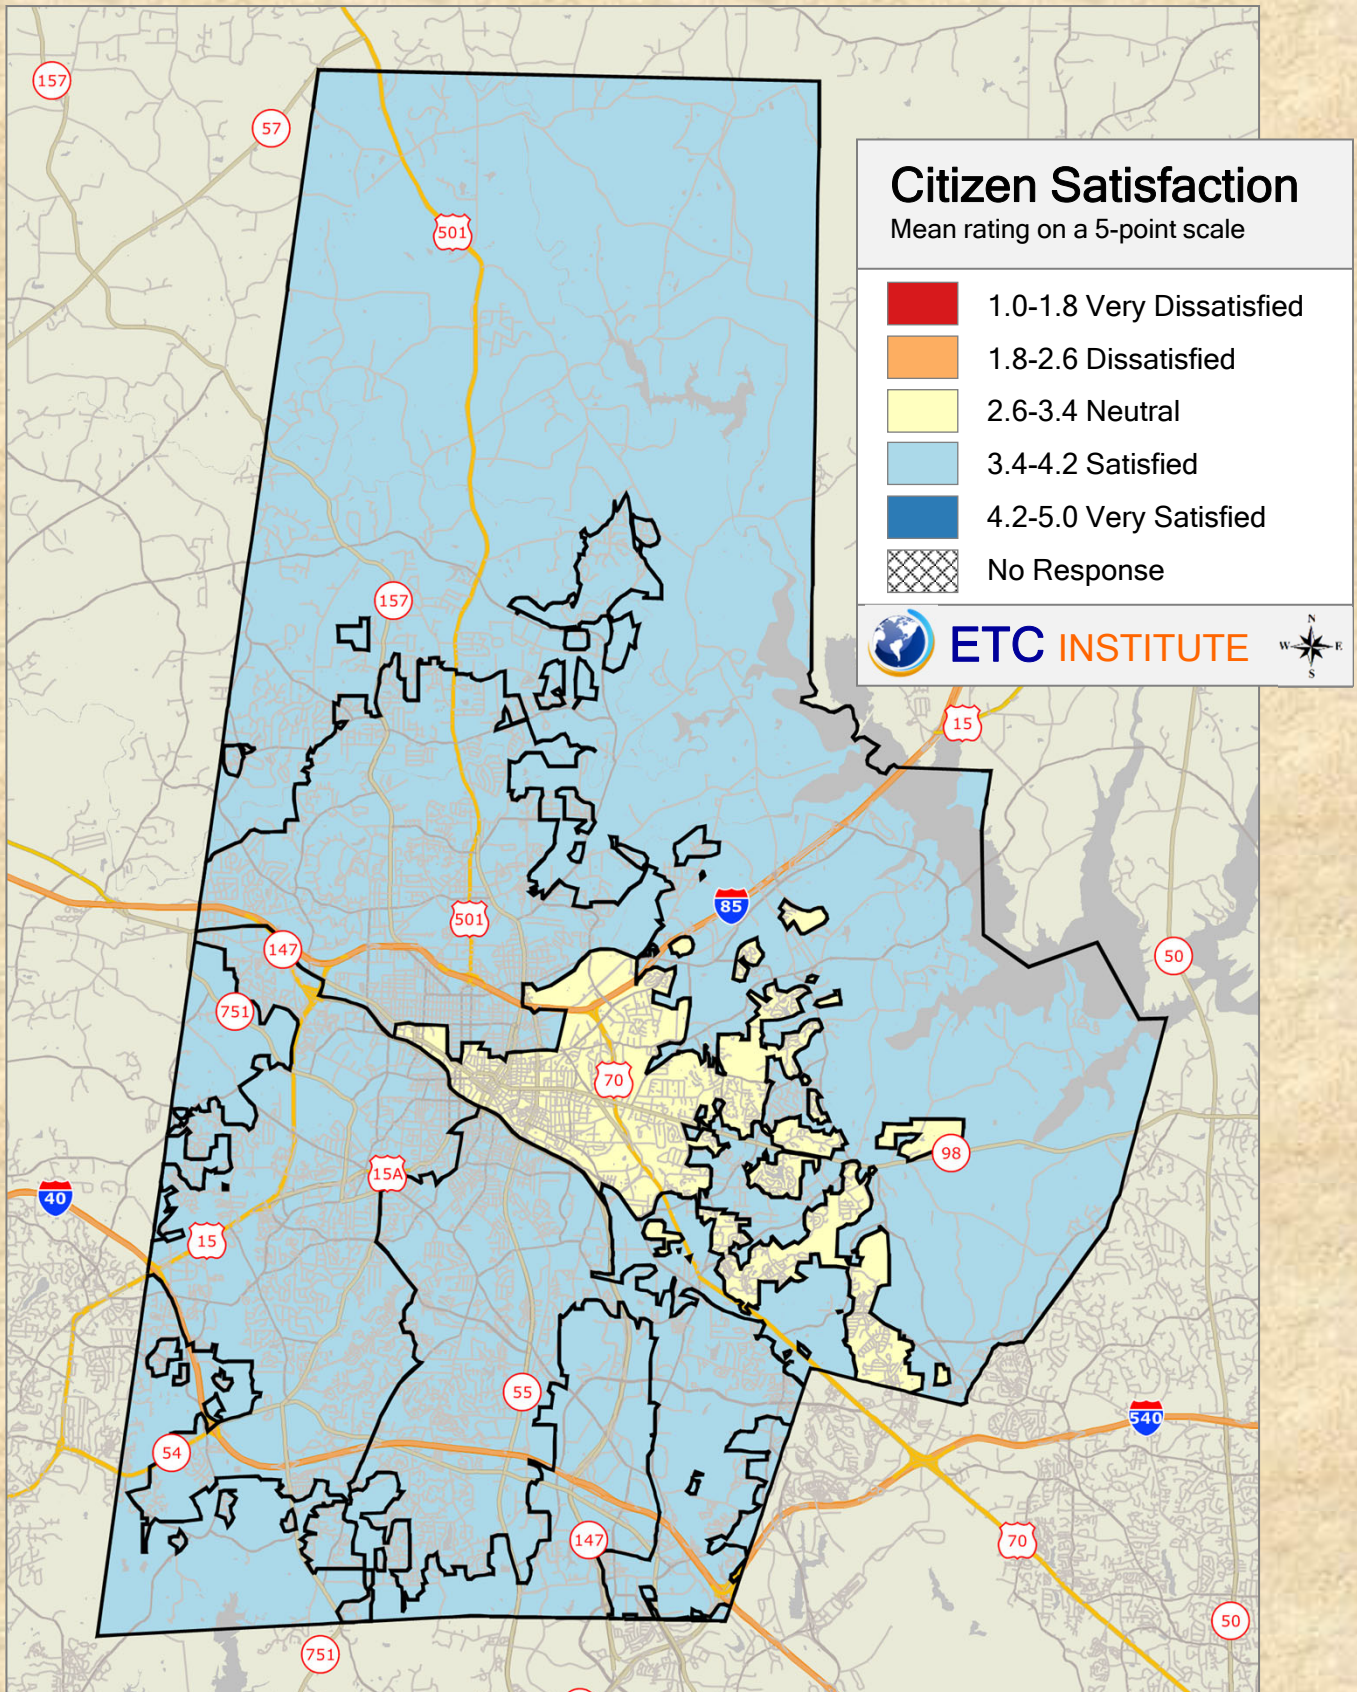 157
57
501
Citizen Satisfaction
Mean rating on a 5-point scale
1.0-1.8 Very Dissatisfied
1.8-2.6 Dissatisfied
2.6-3.4 Neutral
3.4-4.2 Satisfied
4.2-5.0 Very Satisfied
No Response
ETC INSTITUTE
N
W
E
S
157
15
85
501
147
50
751
70
98
15A
40
15
55
540
54
147
70
50
751